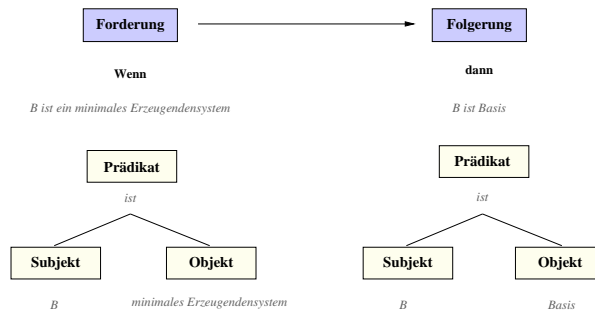 Forderung
Folgerung
Wenn
dann
B ist ein minimales Erzeugendensystem
B ist Basis
Prädikat
Prädikat
ist
ist
Subjekt
Objekt
Subjekt
Objekt
B
minimales Erzeugendensystem
B
Basis